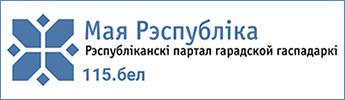 Мая Рэспубліка
Рэспубліканскі партал гарадской гаспадаркі
115.бел